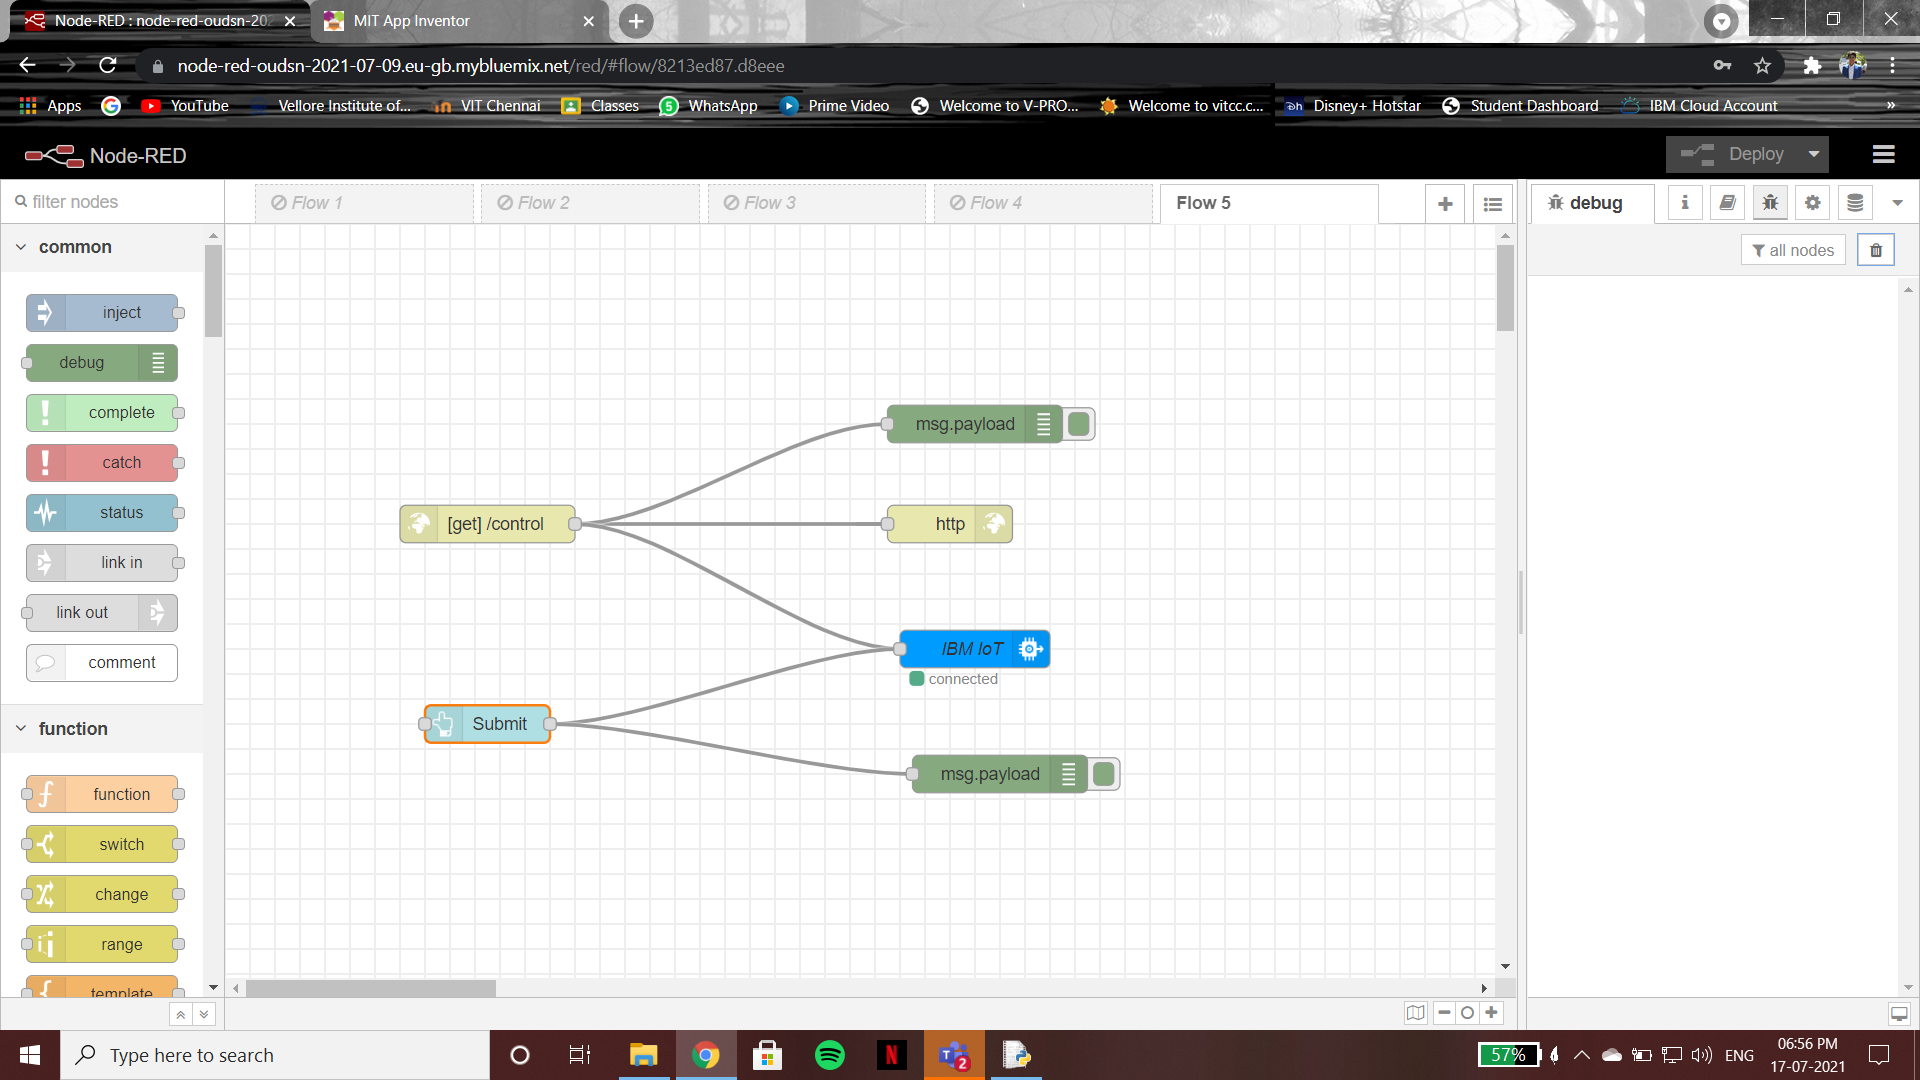 Node-RED : node-red-oudsn-202
MIT App Inventor
node-red-oudsn-2021-07-09.eu-gb.mybluemix.net/red/#flow/8213ed87.d8eee
Apps
YouTube
Vellore Institute of...
VIT Chennai
Classes
WhatsApp
Prime Video
Welcome to V-PRO...
Welcome to vitcc.c...
Disney+ Hotstar
Student Dashboard
IBM Cloud Account
»
Node-RED
Deploy
filter nodes
Flow 1
Flow 2
Flow 3
Flow 4
Flow 5
debug
all nodes
common
inject
debug
complete
catch
status
link in
link out
comment
function
function
switch
change
range
template
msg.payload
[get] /control
http
IBM IoT
connected
Submit
msg.payload
Type here to search
2
57%
ENG
06:56 PM
17-07-2021